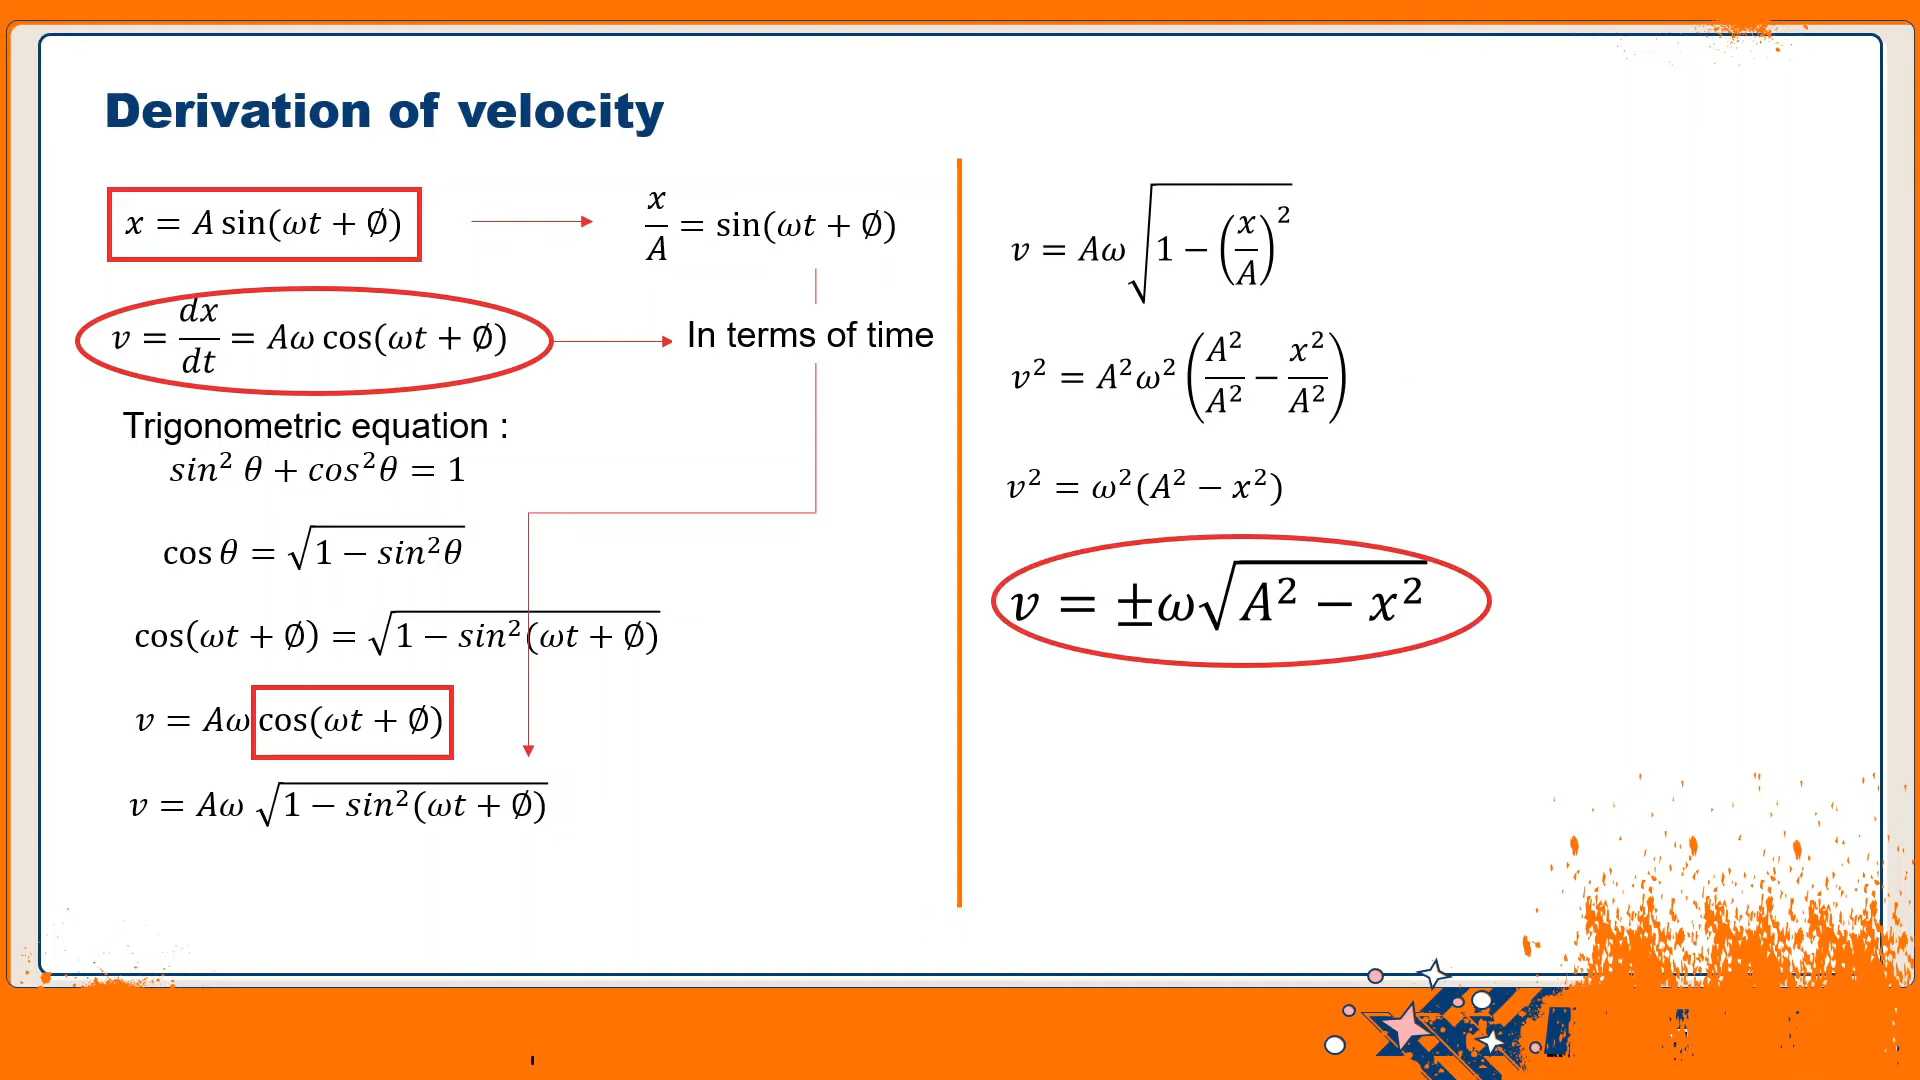 Derivation of velocity
x = A sin(ωt + ∅)
x/A = sin(ωt + ∅)
v = dx/dt = Aω cos(ωt + ∅)
In terms of time
Trigonometric equation :
sin² θ + cos²θ = 1
cos θ = √(1 − sin²θ)
cos(ωt + ∅) = √(1 − sin²(ωt + ∅))
v = Aω cos(ωt + ∅)
v = Aω √(1 − sin²(ωt + ∅))
v = Aω√(1 − (x/A)²)
v² = A²ω²(A²/A² − x²/A²)
v² = ω²(A² − x²)
v = ±ω√(A² − x²)